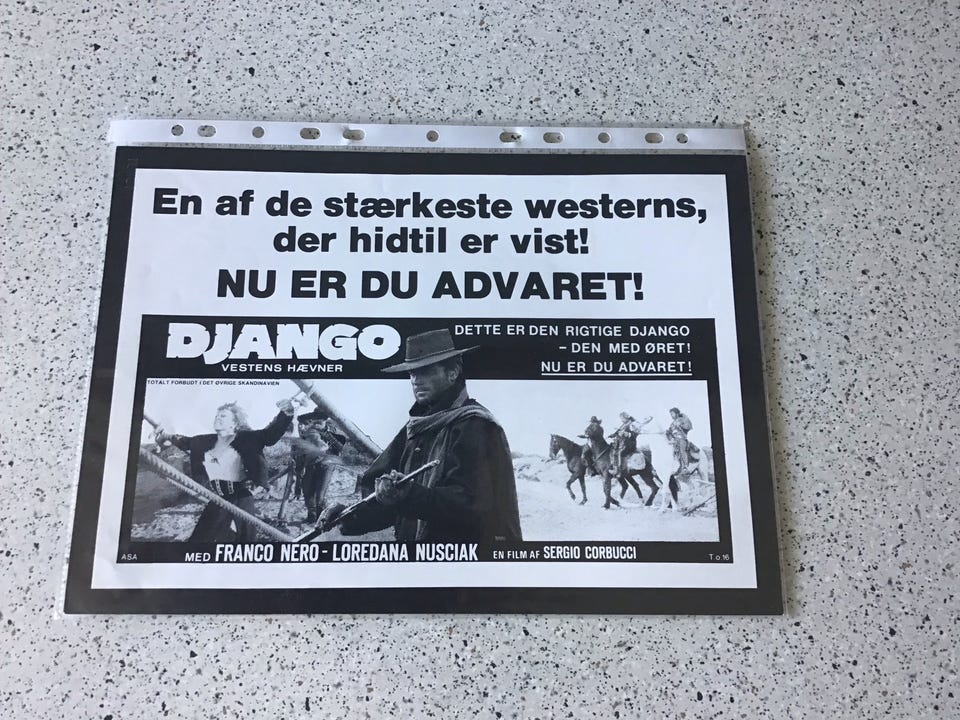 En af de stærkeste westerns,
der hidtil er vist!
NU ER DU ADVARET!
DJANGO
VESTENS HÆVNER
DETTE ER DEN RIGTIGE DJANGO
– DEN MED ØRET!
NU ER DU ADVARET!
TOTALT FORBUDT I DET ØVRIGE SKANDINAVIEN
ASA
MED FRANCO NERO - LOREDANA NUSCIAK EN FILM AF SERGIO CORBUCCI
T.o.16